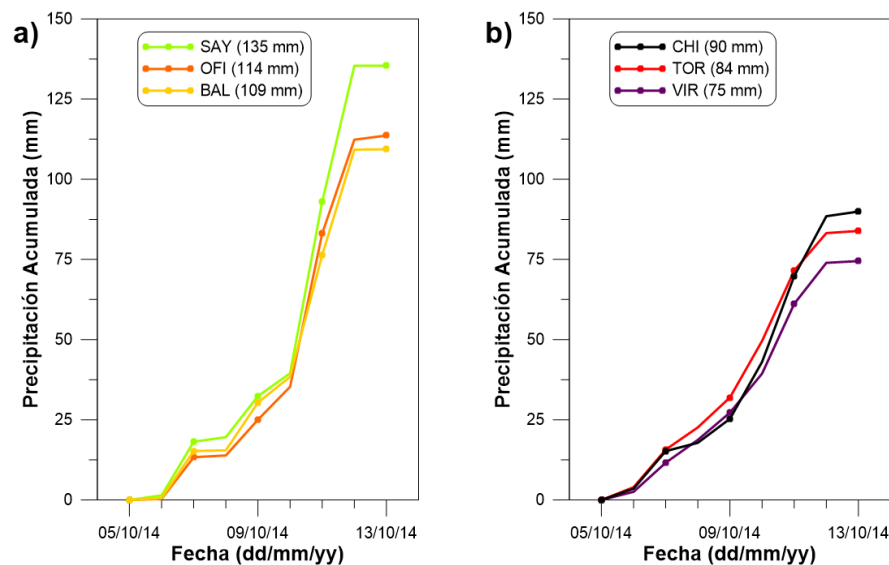 a)
SAY (135 mm)
OFI (114 mm)
BAL (109 mm)
Precipitación Acumulada (mm)
150
125
100
75
50
25
0
05/10/14 09/10/14 13/10/14
Fecha (dd/mm/yy)
b)
CHI (90 mm)
TOR (84 mm)
VIR (75 mm)
Precipitación Acumulada (mm)
150
125
100
75
50
25
0
05/10/14 09/10/14 13/10/14
Fecha (dd/mm/yy)